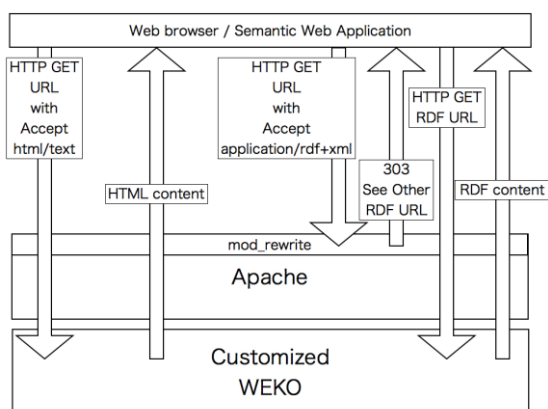 Web browser / Semantic Web Application
HTTP GET
URL
with
Accept
html/text
HTML content
HTTP GET
URL
with
Accept
application/rdf+xml
303
See Other
RDF URL
HTTP GET
RDF URL
RDF content
mod_rewrite
Apache
Customized
WEKO